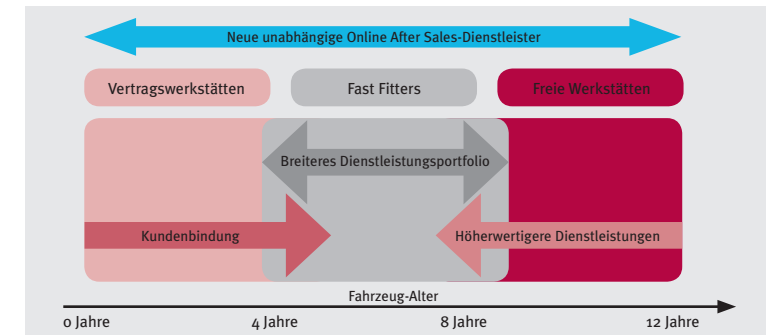 Neue unabhängige Online After Sales-Dienstleister
Vertragswerkstätten
Fast Fitters
Freie Werkstätten
Breiteres Dienstleistungsportfolio
Kundenbindung
Höherwertigere Dienstleistungen
Fahrzeug-Alter
0 Jahre
4 Jahre
8 Jahre
12 Jahre